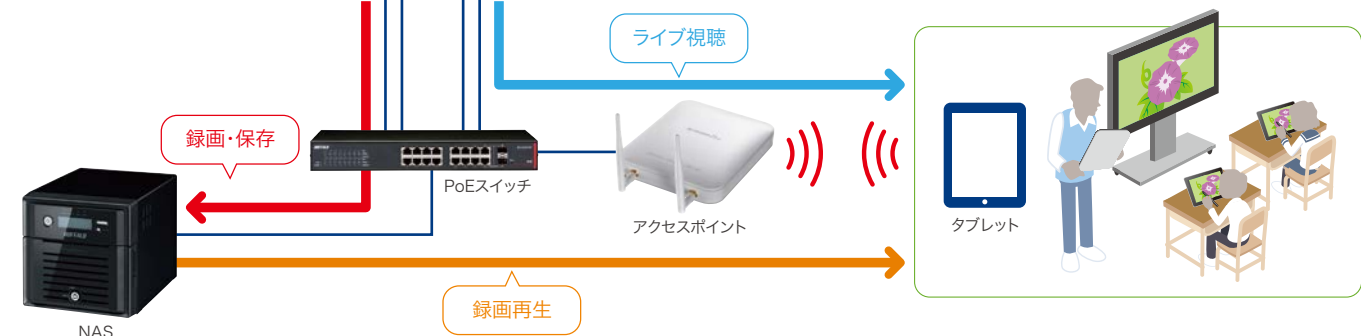 ライブ視聴
録画・保存
PoEスイッチ
アクセスポイント
タブレット
録画再生
BUFFALO
NAS